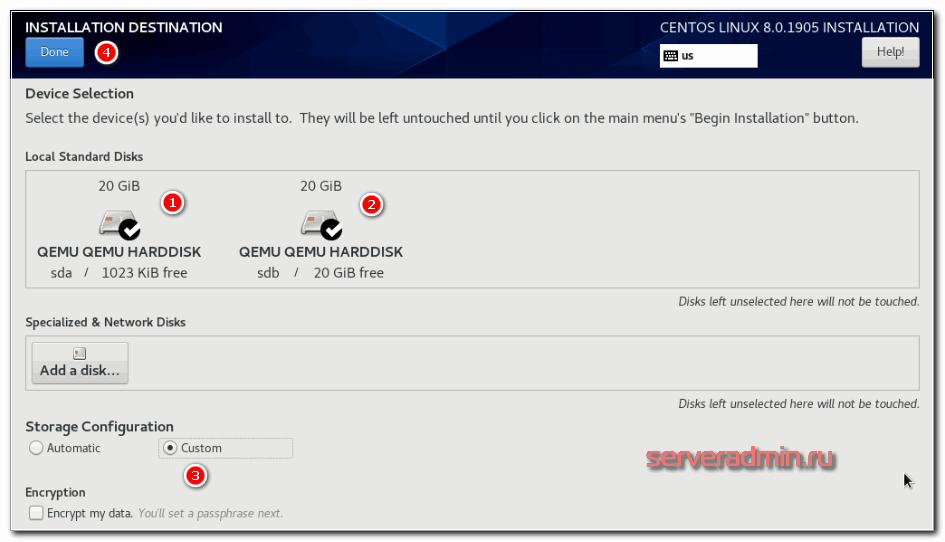 INSTALLATION DESTINATION
CENTOS LINUX 8.0.1905 INSTALLATION
Done
4
us
Help!
Device Selection
Select the device(s) you'd like to install to. They will be left untouched until you click on the main menu's "Begin Installation" button.
Local Standard Disks
20 GiB
1
QEMU QEMU HARDDISK
sda / 1023 KiB free
20 GiB
2
QEMU QEMU HARDDISK
sdb / 20 GiB free
Disks left unselected here will not be touched.
Specialized & Network Disks
Add a disk...
Disks left unselected here will not be touched.
Storage Configuration
Automatic
Custom
3
serveradmin.ru
Encryption
Encrypt my data. You'll set a passphrase next.